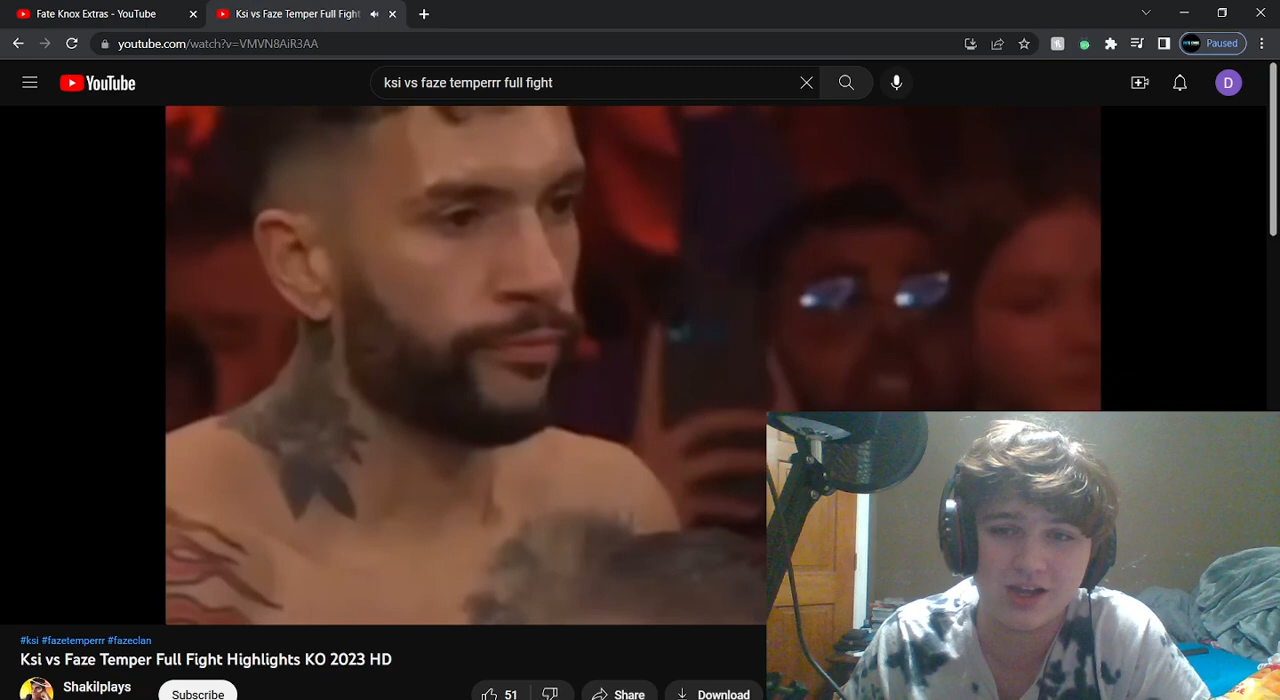 Fate Knox Extras - YouTube
Ksi vs Faze Temper Full Fight
youtube.com/watch?v=VMVN8AiR3AA
Paused
YouTube
ksi vs faze temperrr full fight
D
#ksi #fazetemperrr #fazeclan
Ksi vs Faze Temper Full Fight Highlights KO 2023 HD
Shakilplays
Subscribe
51
Share
Download